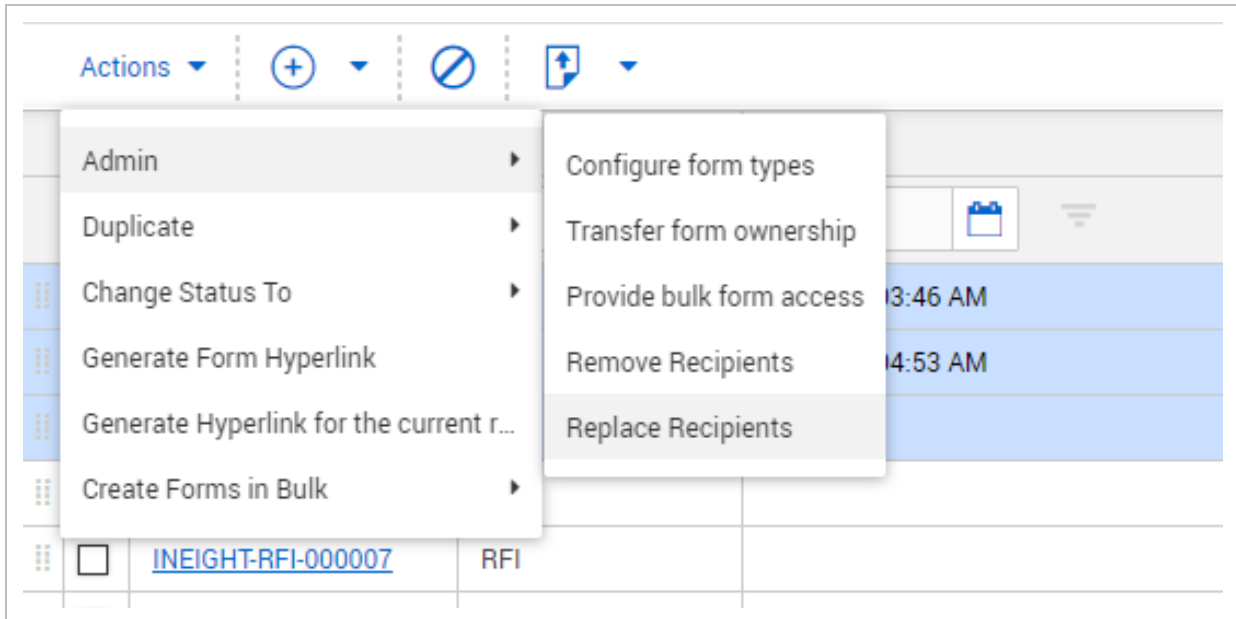 Actions
Admin
Configure form types
Duplicate
Transfer form ownership
Change Status To
Provide bulk form access
03:46 AM
Generate Form Hyperlink
Remove Recipients
04:53 AM
Generate Hyperlink for the current r...
Replace Recipients
Create Forms in Bulk
INEIGHT-RFI-000007
RFI